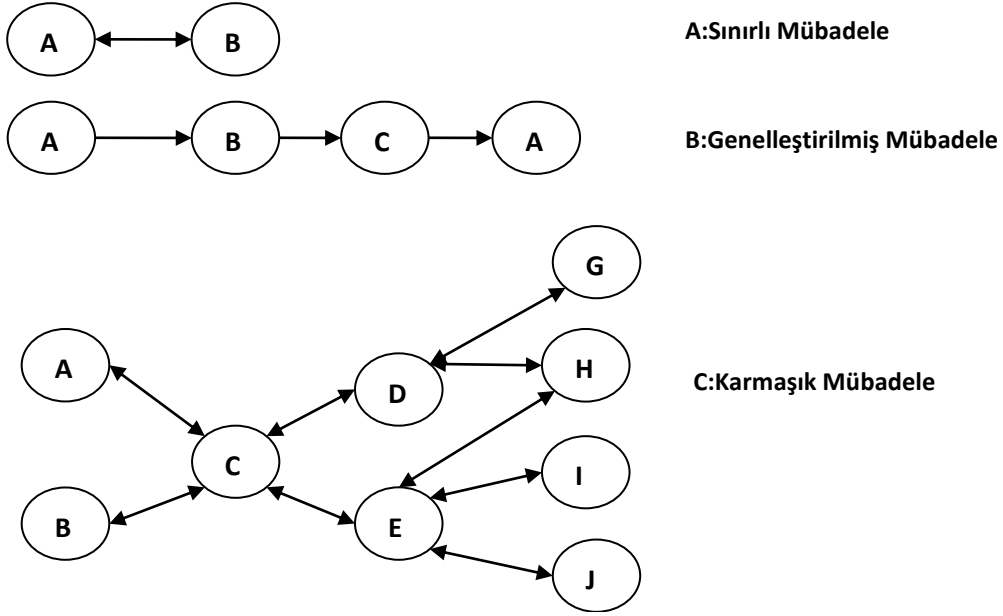 A B A:Sınırlı Mübadele
A B C A B:Genelleştirilmiş Mübadele
G
A H C:Karmaşık Mübadele
D
C
I
B E
J